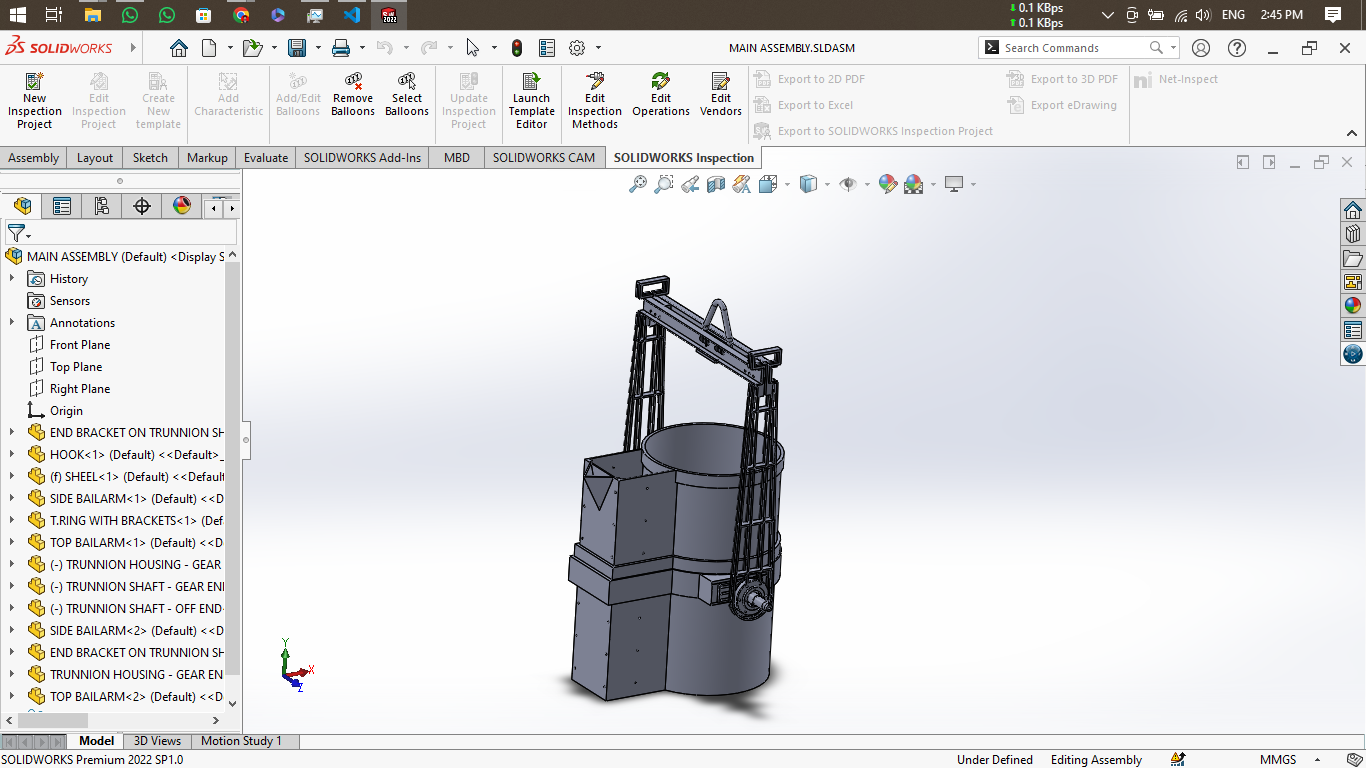 0.1 KBps
0.1 KBps
ENG
2:45 PM
SOLIDWORKS
MAIN ASSEMBLY.SLDASM
Search Commands
New Inspection Project
Edit Inspection Project
Create New template
Add Characteristic
Add/Edit Balloons
Remove Balloons
Select Balloons
Update Inspection Project
Launch Template Editor
Edit Inspection Methods
Edit Operations
Edit Vendors
Export to 2D PDF
Export to Excel
Export to SOLIDWORKS Inspection Project
Export to 3D PDF
Export eDrawing
Net-Inspect
Assembly
Layout
Sketch
Markup
Evaluate
SOLIDWORKS Add-Ins
MBD
SOLIDWORKS CAM
SOLIDWORKS Inspection
MAIN ASSEMBLY (Default) <Display S
History
Sensors
Annotations
Front Plane
Top Plane
Right Plane
Origin
END BRACKET ON TRUNNION SH
HOOK<1> (Default) <<Default>_
(f) SHEEL<1> (Default) <<Default
SIDE BAILARM<1> (Default) <<D
T.RING WITH BRACKETS<1> (Def
TOP BAILARM<1> (Default) <<D
(-) TRUNNION HOUSING - GEAR
(-) TRUNNION SHAFT - GEAR EN
(-) TRUNNION SHAFT - OFF END
SIDE BAILARM<2> (Default) <<D
END BRACKET ON TRUNNION SH
TRUNNION HOUSING - GEAR EN
TOP BAILARM<2> (Default) <<D
Y
X
Z
Model
3D Views
Motion Study 1
SOLIDWORKS Premium 2022 SP1.0
Under Defined
Editing Assembly
MMGS